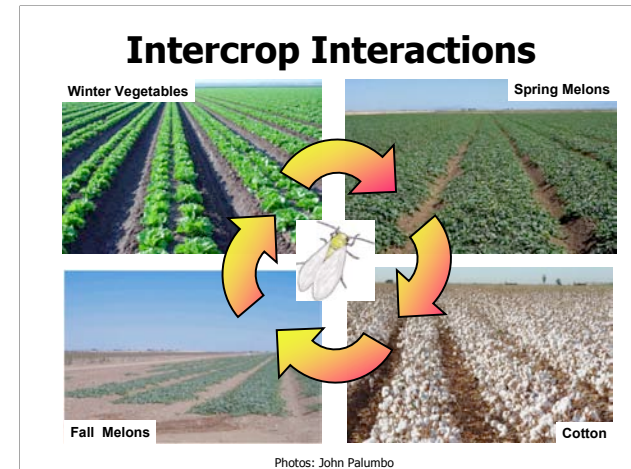 Intercrop Interactions
Winter Vegetables
Spring Melons
Fall Melons
Cotton
Photos: John Palumbo